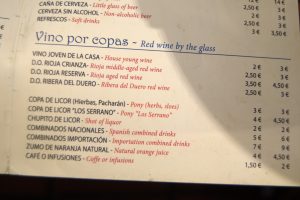 CAÑA DE CERVEZA - Little glass of beer
CERVEZA SIN ALCOHOL - Non-alcoholic beer 2 € 14 €
REFRESCOS - Soft drinks 2,50 € 3 €
Vino por copas - Red wine by the glass
VINO JOVEN DE LA CASA - House young wine
D.O. RIOJA CRIANZA - Rioja middle-aged red wine 2 €
D.O. RIOJA RESERVA - Rioja aged red wine 2,50 € 3 €
D.O. RIBERA DEL DUERO - Ribera del Duero red wine 3,50 € 4,50 €
COPA DE LICOR (Hierbas, Pacharán) - Pony (herbs, sloes) 3 € 3 €
COPA DE LICOR "LOS SERRANO" - Pony "Los Serrano" 3 € 4 €
CHUPITO DE LICOR - Shot of liquor 2 € 4 €
COMBINADOS NACIONALES - Spanish combined drinks 2 €
COMBINADOS IMPORTACIÓN - Importation combined drinks 7 €
ZUMO DE NARANJA NATURAL - Natural orange juice 2 € 4,50 €
CAFÉ O INFUSIONES - Coffe or infusions 1,50 € 2 €